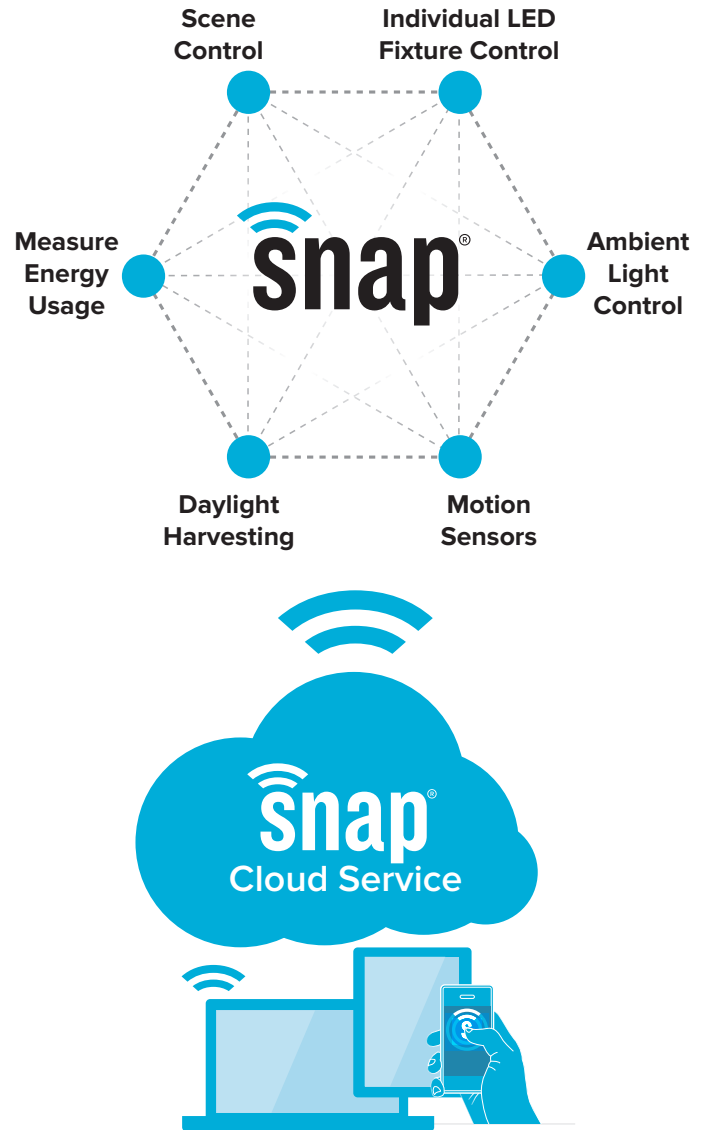 Scene
Control
Individual LED
Fixture Control
Measure
Energy
Usage
snap®
Ambient
Light
Control
Daylight
Harvesting
Motion
Sensors
snap®
Cloud Service